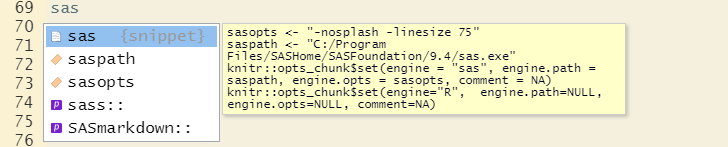 69 sas
70
71
72
73
74
75
76
sas {snippet}
saspath
sasopts
sass::
SASmarkdown::
sasopts <- "-nosplash -linesize 75"
saspath <- "C:/Program
Files/SASHome/SASFoundation/9.4/sas.exe"
knitr::opts_chunk$set(engine = "sas", engine.path =
saspath, engine.opts = sasopts, comment = NA)
knitr::opts_chunk$set(engine="R",  engine.path=NULL,
engine.opts=NULL, comment=NA)